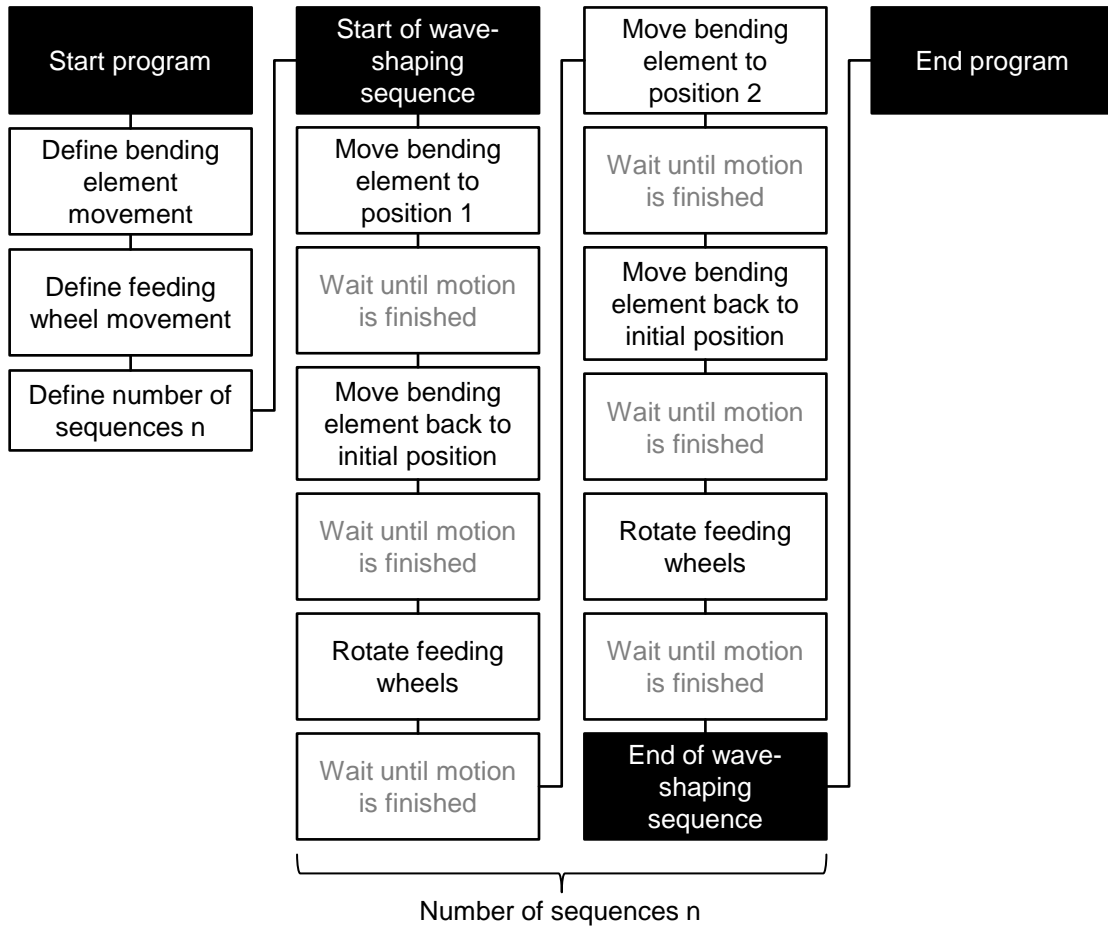 Start program
Define bending
element
movement
Define feeding
wheel movement
Define number of
sequences n
Start of wave-
shaping
sequence
Move bending
element to
position 1
Wait until motion
is finished
Move bending
element back to
initial position
Wait until motion
is finished
Rotate feeding
wheels
Wait until motion
is finished
Move bending
element to
position 2
Wait until motion
is finished
Move bending
element back to
initial position
Wait until motion
is finished
Rotate feeding
wheels
Wait until motion
is finished
End of wave-
shaping
sequence
End program
Number of sequences n